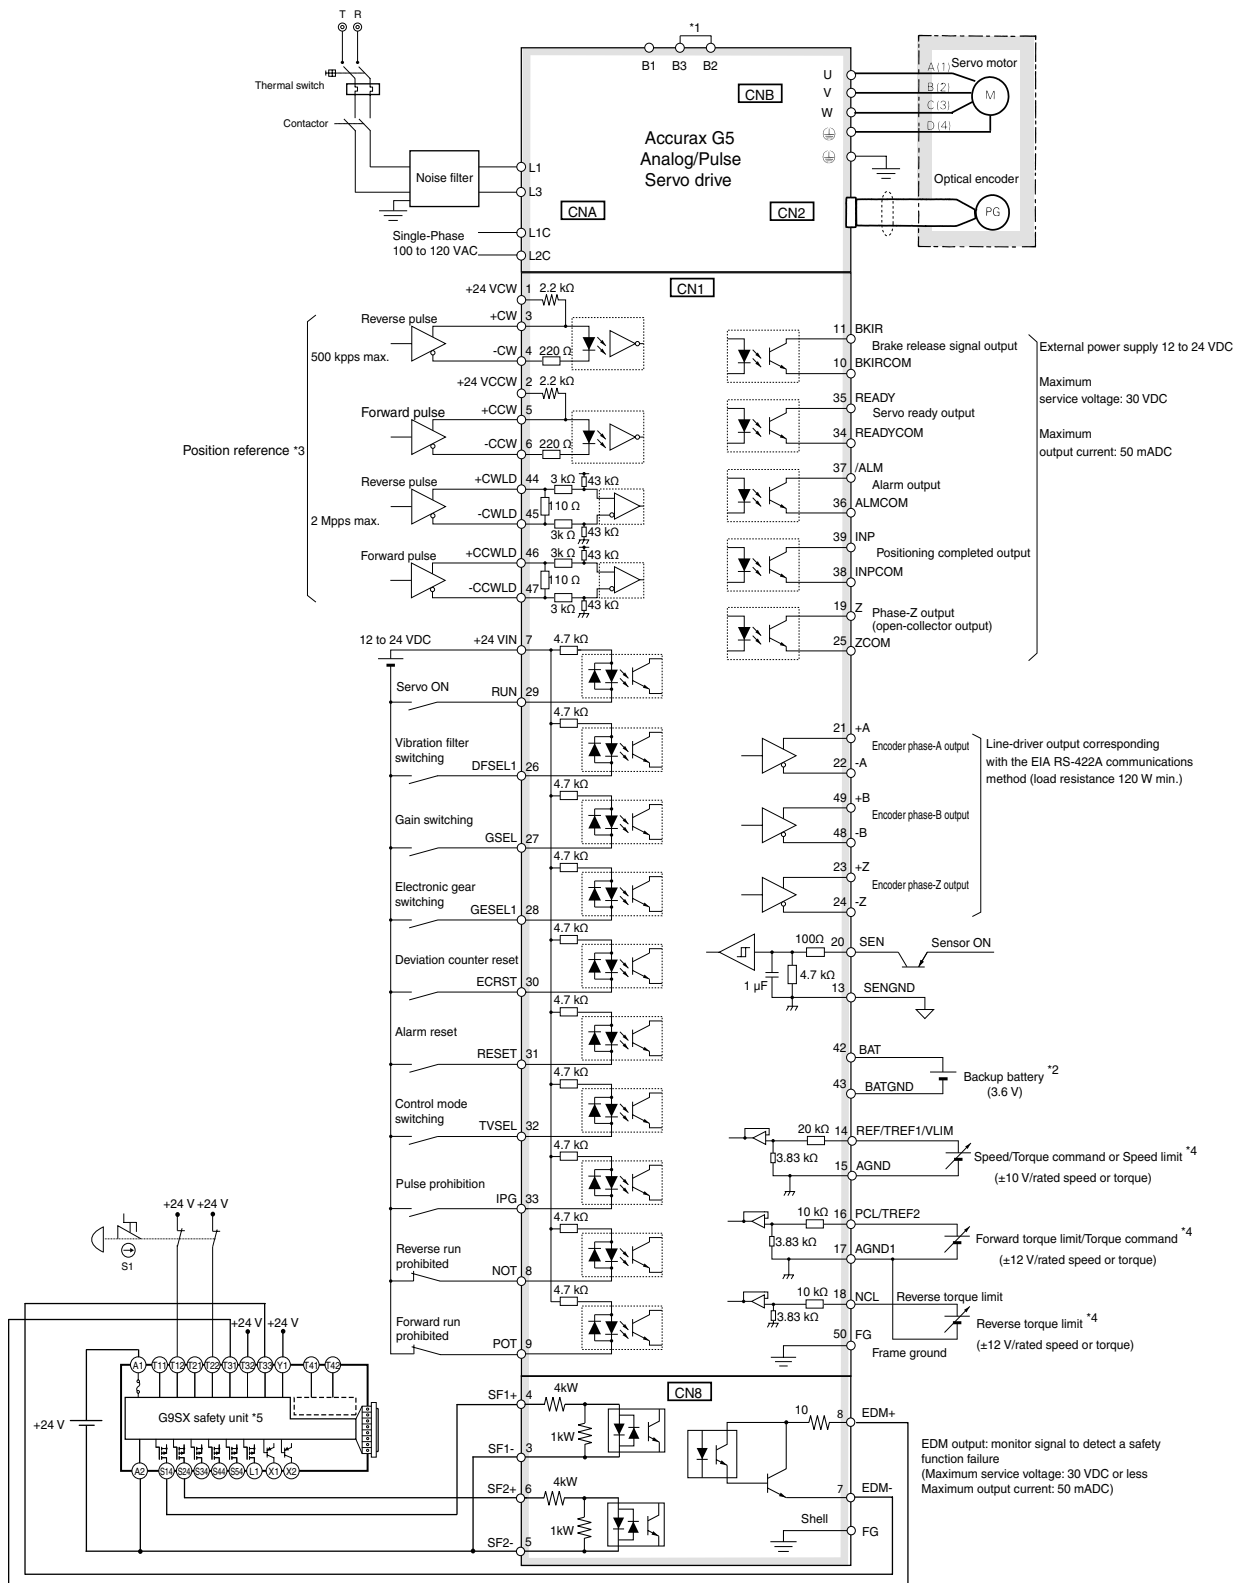 T R
*1
B1 B3 B2
Thermal switch
Contactor
Noise filter
L1
L3
CNA
Single-Phase
100 to 120 VAC
L1C
L2C
CNB
Accurax G5
Analog/Pulse
Servo drive
CN2
U
V
W
A (1)
B (2)
C (3)
D (4)
Servo motor
M
Optical encoder
PG
CN1
+24 VCW 1 2.2 kΩ
Reverse pulse
+CW 3
500 kpps max.
-CW 4 220 Ω
+24 VCCW 2 2.2 kΩ
Forward pulse
+CCW 5
-CCW 6 220 Ω
Position reference *3
Reverse pulse
+CWLD 44 3 kΩ 43 kΩ
110 Ω
2 Mpps max.
-CWLD 45 3kΩ 43 kΩ
Forward pulse
+CCWLD 46 3kΩ 43 kΩ
110 Ω
-CCWLD 47 3 kΩ 43 kΩ
12 to 24 VDC
+24 VIN 7 4.7 kΩ
Servo ON
RUN 29
4.7 kΩ
Vibration filter
switching
DFSEL1 26
4.7 kΩ
Gain switching
GSEL 27
4.7 kΩ
Electronic gear
switching
GESEL1 28
4.7 kΩ
Deviation counter reset
ECRST 30
4.7 kΩ
Alarm reset
RESET 31
4.7 kΩ
Control mode
switching
TVSEL 32
4.7 kΩ
Pulse prohibition
IPG 33
4.7 kΩ
Reverse run
prohibited
NOT 8
4.7 kΩ
Forward run
prohibited
POT 9
11 BKIR
Brake release signal output
10 BKIRCOM
35 READY
Servo ready output
34 READYCOM
37 /ALM
Alarm output
36 ALMCOM
39 INP
Positioning completed output
38 INPCOM
19 Z
Phase-Z output
(open-collector output)
25 ZCOM
External power supply 12 to 24 VDC
Maximum
service voltage: 30 VDC
Maximum
output current: 50 mADC
21 +A
Encoder phase-A output
22 -A
49 +B
Encoder phase-B output
48 -B
23 +Z
Encoder phase-Z output
24 -Z
Line-driver output corresponding
with the EIA RS-422A communications
method (load resistance 120 W min.)
100Ω 20 SEN Sensor ON
1 µF 4.7 kΩ
13 SENGND
42 BAT
43 BATGND
Backup battery *2
(3.6 V)
20 kΩ 14 REF/TREF1/VLIM
3.83 kΩ
15 AGND
Speed/Torque command or Speed limit *4
(±10 V/rated speed or torque)
10 kΩ 16 PCL/TREF2
3.83 kΩ
17 AGND1
Forward torque limit/Torque command *4
(±12 V/rated speed or torque)
10 kΩ 18 NCL
3.83 kΩ
Reverse torque limit
Reverse torque limit *4
(±12 V/rated speed or torque)
50 FG
Frame ground
+24 V +24 V
S1
+24 V +24 V
A1 T11 T12 T21 T22 T31 T32 T33 Y1 T41 T42
+24 V
G9SX safety unit *5
A2 S14 S24 S34 S44 S54 L1 X1 X2
CN8
SF1+ 4 4kW
1kW
SF1- 3
SF2+ 6 4kW
1kW
SF2- 5
10 8 EDM+
7 EDM-
Shell
FG
EDM output: monitor signal to detect a safety
function failure
(Maximum service voltage: 30 VDC or less
Maximum output current: 50 mADC)